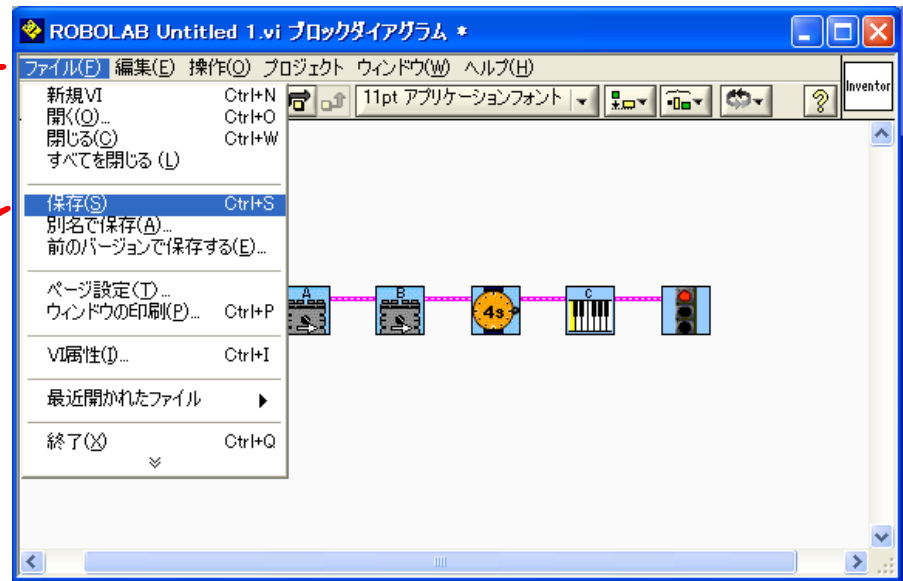 ROBOLAB Untitled 1.vi ブロックダイアグラム *
ファイル(F) 編集(E) 操作(O) プロジェクト ウィンドウ(W) ヘルプ(H)
11pt アプリケーションフォント
?
Inventor
新規VI Ctrl+N
開く(O)... Ctrl+O
閉じる(C) Ctrl+W
すべてを閉じる (L)
保存(S) Ctrl+S
別名で保存(A)...
前のバージョンで保存する(E)...
ページ設定(T)...
ウィンドウの印刷(P)... Ctrl+P
VI属性(I)... Ctrl+I
最近開かれたファイル
終了(X) Ctrl+Q
A B 4s C